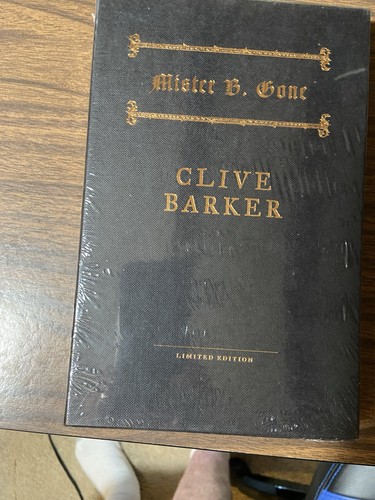 Mister B. Gone
CLIVE
BARKER
LIMITED EDITION